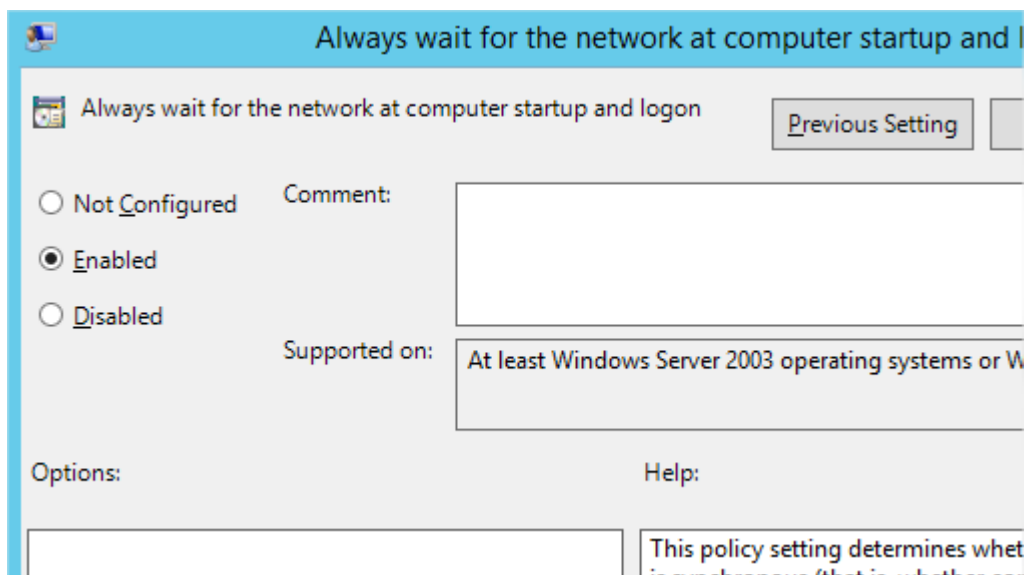 Always wait for the network at computer startup and
Always wait for the network at computer startup and logon
Previous Setting
Not Configured
Comment:
Enabled
Disabled
Supported on:
At least Windows Server 2003 operating systems or W
Options:
Help:
This policy setting determines whet